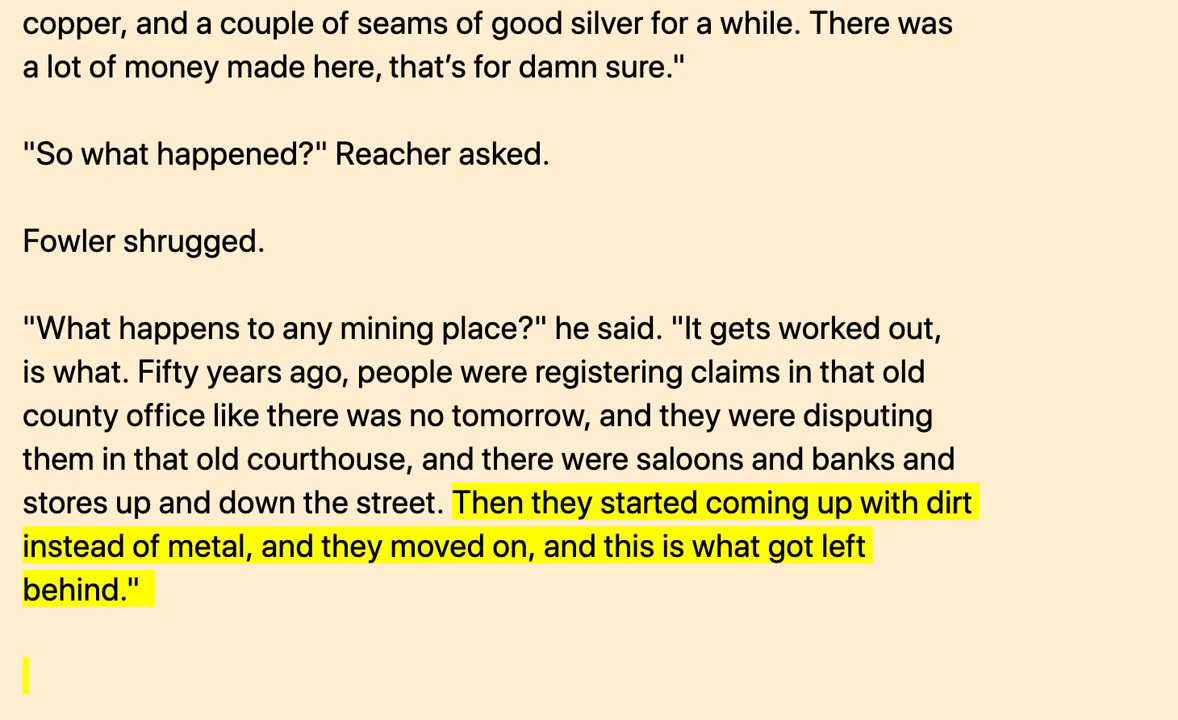 copper, and a couple of seams of good silver for a while. There was
a lot of money made here, that’s for damn sure."
"So what happened?" Reacher asked.
Fowler shrugged.
"What happens to any mining place?" he said. "It gets worked out,
is what. Fifty years ago, people were registering claims in that old
county office like there was no tomorrow, and they were disputing
them in that old courthouse, and there were saloons and banks and
stores up and down the street. Then they started coming up with dirt
instead of metal, and they moved on, and this is what got left
behind."